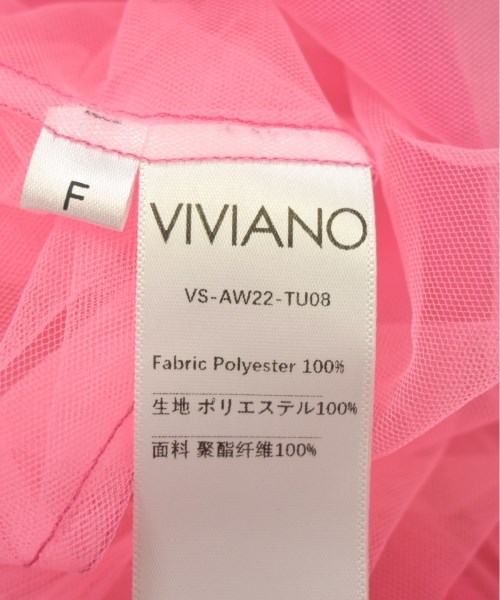 F
VIVIANO
VS-AW22-TU08
Fabric Polyester 100%
生地 ポリエステル100%
面料 聚酯纤维100%